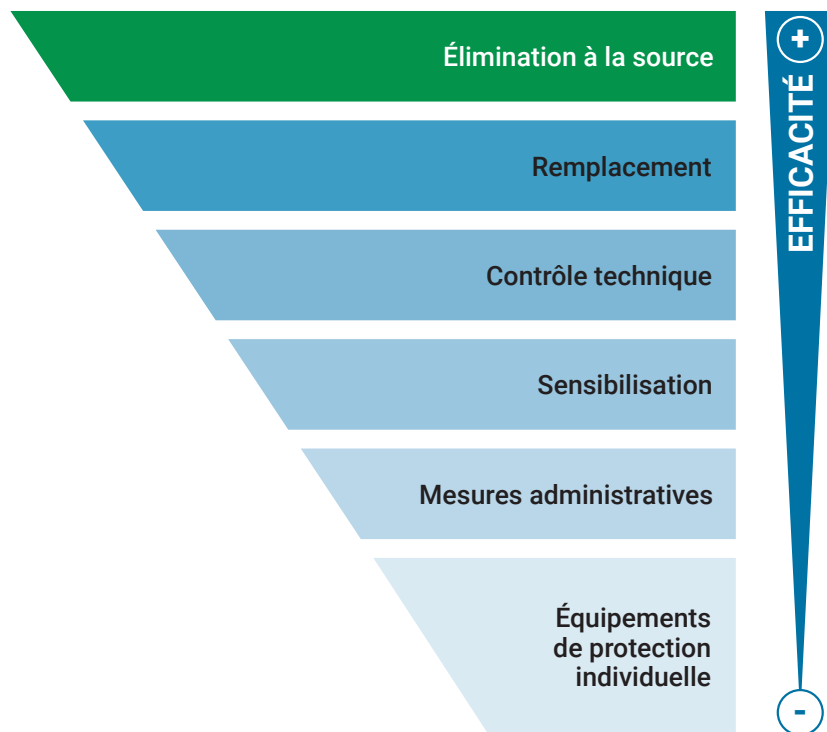 Élimination à la source
+
EFFICACITÉ
Remplacement
Contrôle technique
Sensibilisation
Mesures administratives
Équipements
de protection
individuelle
-